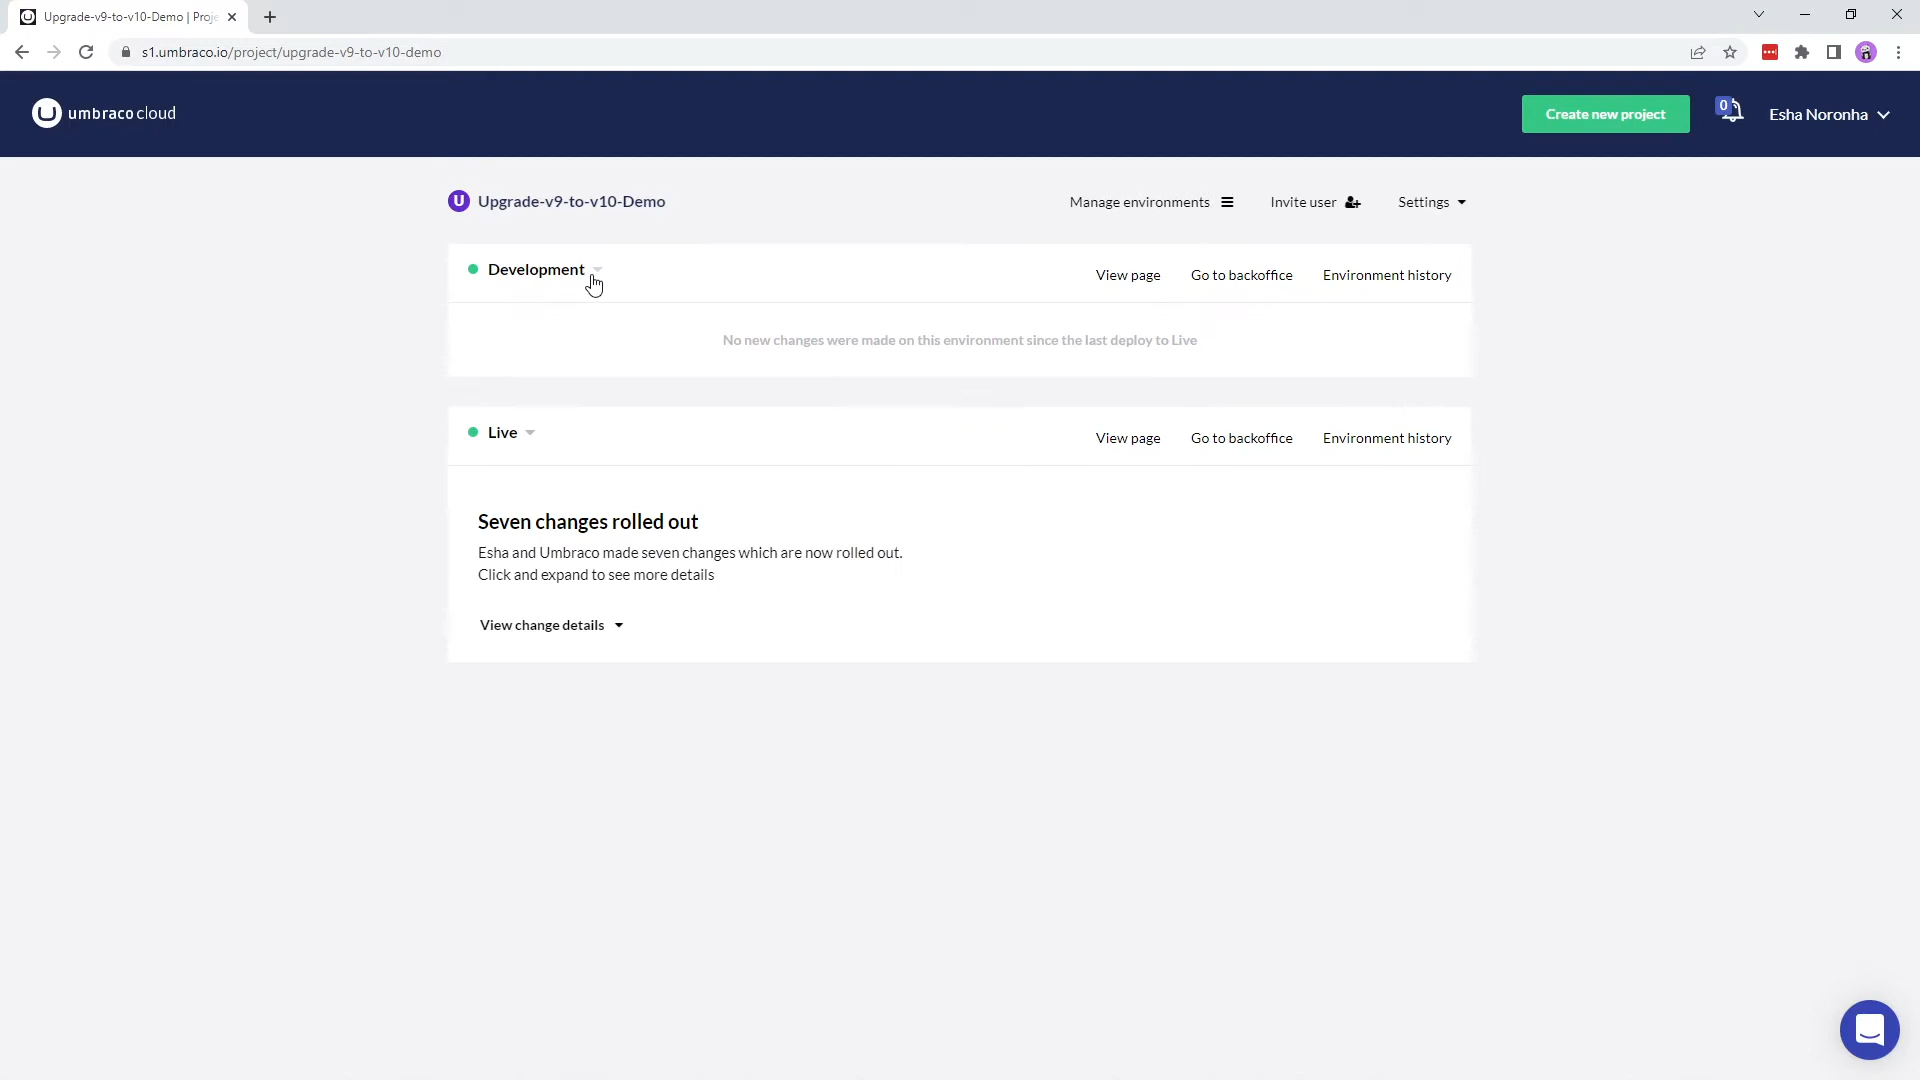 Upgrade-v9-to-v10-Demo | Proje
s1.umbraco.io/project/upgrade-v9-to-v10-demo
umbraco cloud
Create new project
0
Esha Noronha
U Upgrade-v9-to-v10-Demo
Manage environments
Invite user
Settings
Development
View page
Go to backoffice
Environment history
No new changes were made on this environment since the last deploy to Live
Live
View page
Go to backoffice
Environment history
Seven changes rolled out
Esha and Umbraco made seven changes which are now rolled out.
Click and expand to see more details
View change details